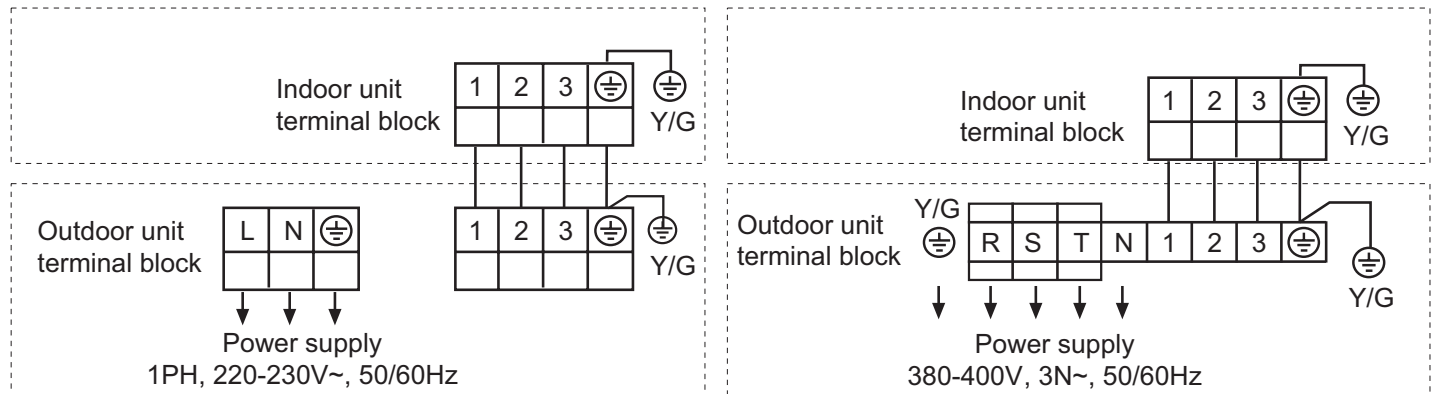 Indoor unit
terminal block
1 2 3
Y/G
Outdoor unit
terminal block
L N
1 2 3
Y/G
Power supply
1PH, 220-230V~, 50/60Hz
Indoor unit
terminal block
1 2 3
Y/G
Outdoor unit
terminal block
Y/G
R S T N 1 2 3
Y/G
Power supply
380-400V, 3N~, 50/60Hz